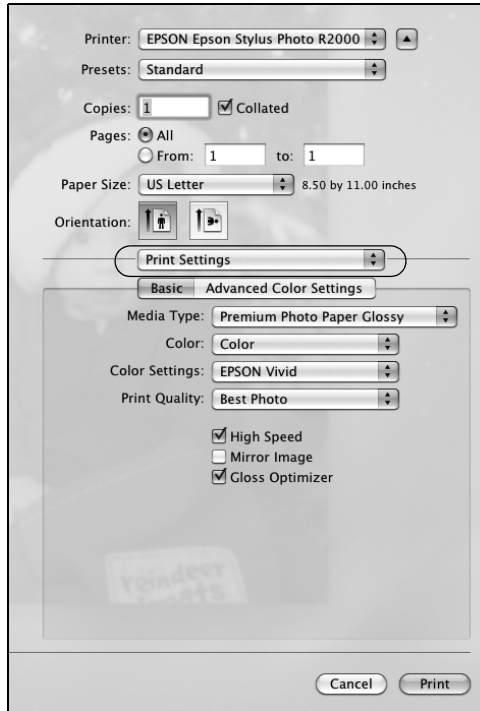 Printer: EPSON Epson Stylus Photo R2000
Presets: Standard
Copies: 1 Collated
Pages: All
From: 1 to: 1
Paper Size: US Letter 8.50 by 11.00 inches
Orientation:
Print Settings
Basic Advanced Color Settings
Media Type: Premium Photo Paper Glossy
Color: Color
Color Settings: EPSON Vivid
Print Quality: Best Photo
High Speed
Mirror Image
Gloss Optimizer
reindeer
Cancel Print